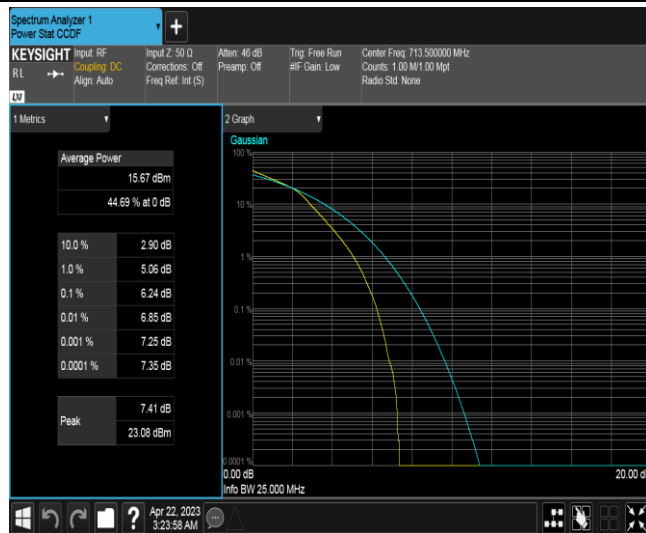 Spectrum Analyzer 1
Power Stat CCDF
+
KEYSIGHT
RL
Input: RF
Coupling: DC
Align: Auto
Input Z: 50 Ω
Corrections: Off
Freq Ref: Int (S)
Atten: 46 dB
Preamp: Off
Trig: Free Run
#IF Gain: Low
Center Freq: 713.500000 MHz
Counts: 1.00 M/1.00 Mpt
Radio Std: None
LXI
1 Metrics
Average Power
15.67 dBm
44.69 % at 0 dB
10.0 % 2.90 dB
1.0 % 5.06 dB
0.1 % 6.24 dB
0.01 % 6.85 dB
0.001 % 7.25 dB
0.0001 % 7.35 dB
Peak
7.41 dB
23.08 dBm
2 Graph
Gaussian
100 %
10 %
1 %
0.1 %
0.01 %
0.001 %
0.0001 %
0.00 dB
20.00 d
Info BW 25.000 MHz
?
Apr 22, 2023
3:23:58 AM